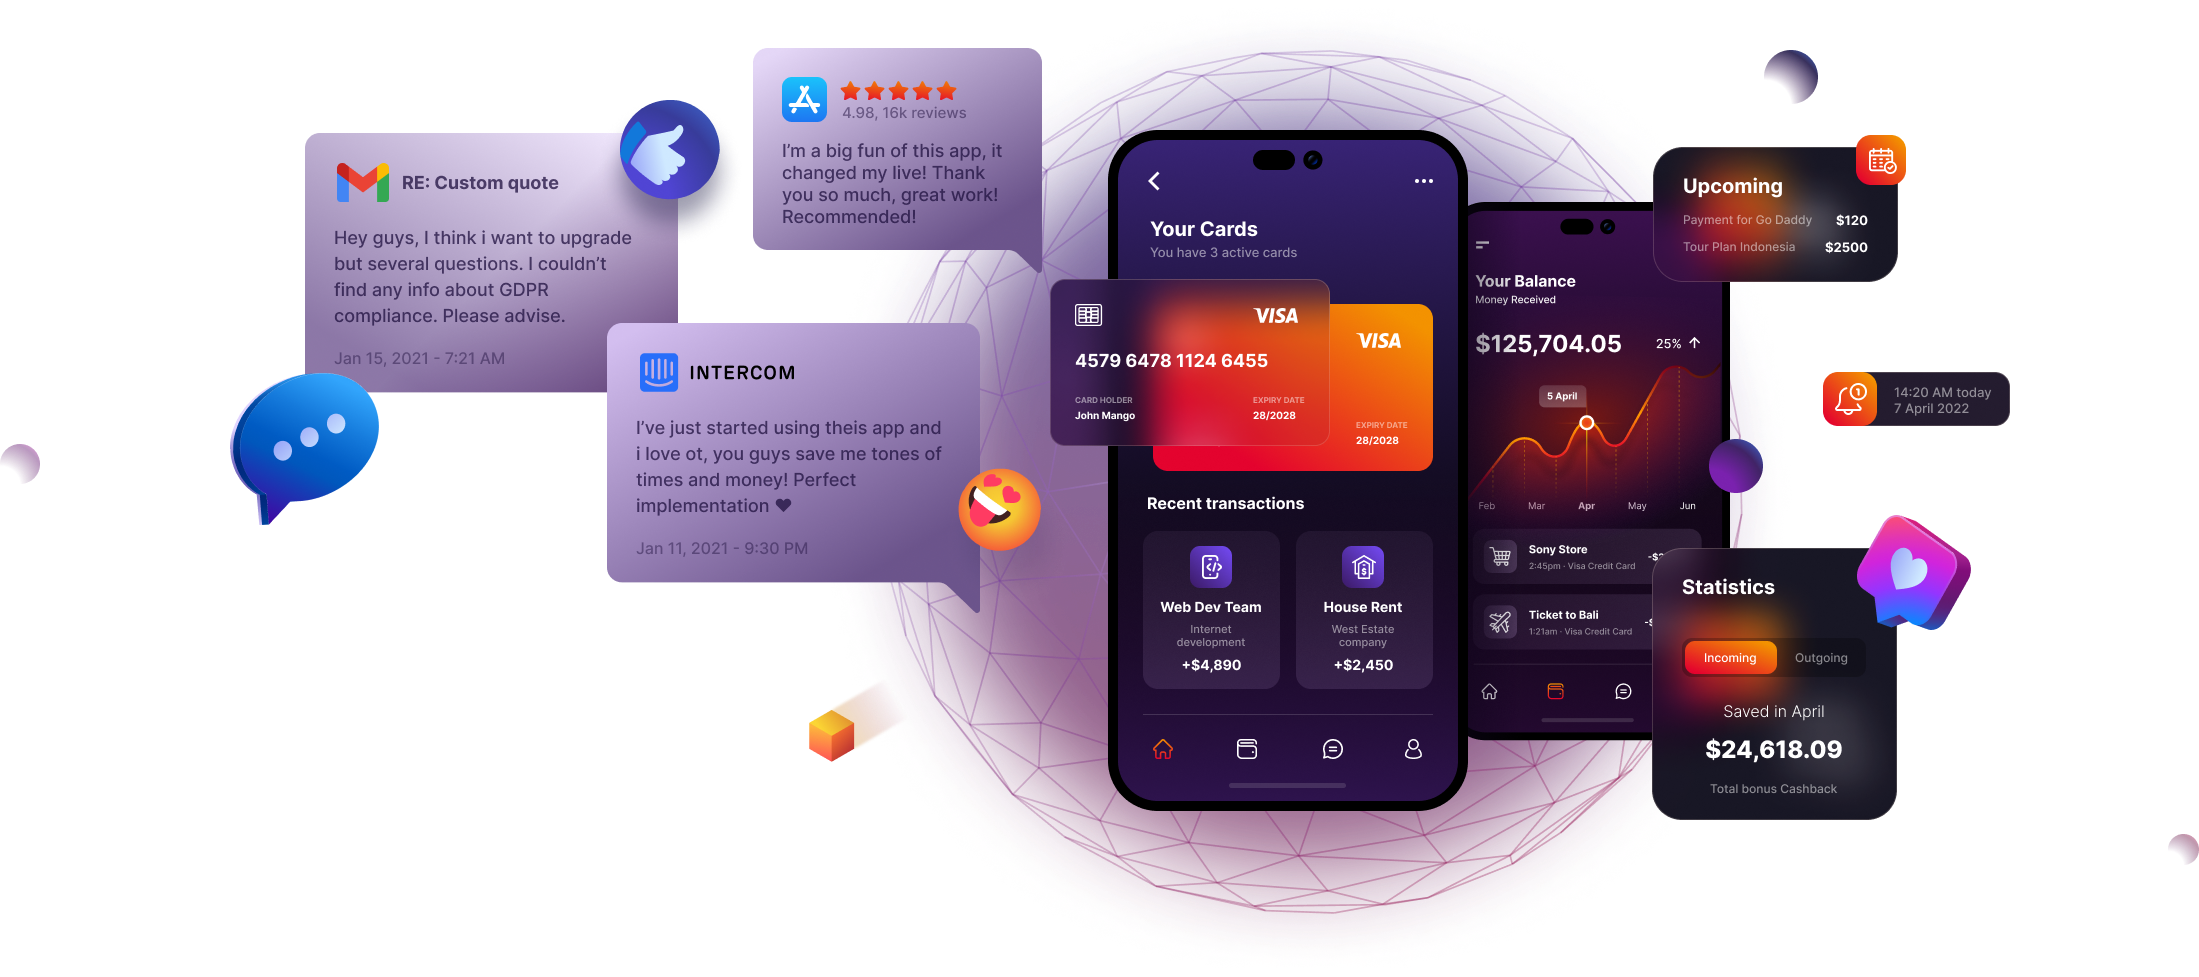 RE: Custom quote
Hey guys, I think i want to upgrade
but several questions. I couldn't
find any info about GDPR
compliance. Please advise.
Jan 15, 2021 - 7:21 AM
4.98, 16k reviews
I'm a big fun of this app, it
changed my live! Thank
you so much, great work!
Recommended!
INTERCOM
I've just started using theis app and
i love ot, you guys save me tones of
times and money! Perfect
implementation ♥
Jan 11, 2021 - 9:30 PM
Your Cards
You have 3 active cards
VISA
4579 6478 1124 6455
CARD HOLDER
John Mango
EXPIRY DATE
28/2028
VISA
EXPIRY DATE
28/2028
Recent transactions
Web Dev Team
Internet
development
+$4,890
House Rent
West Estate
company
+$2,450
Your Balance
Money Received
$125,704.05
25%
5 April
Feb Mar Apr May Jun
Sony Store
2:45pm · Visa Credit Card
Ticket to Bali
1:21am · Visa Credit Card
Upcoming
Payment for Go Daddy $120
Tour Plan Indonesia $2500
1
14:20 AM today
7 April 2022
Statistics
Incoming Outgoing
Saved in April
$24,618.09
Total bonus Cashback